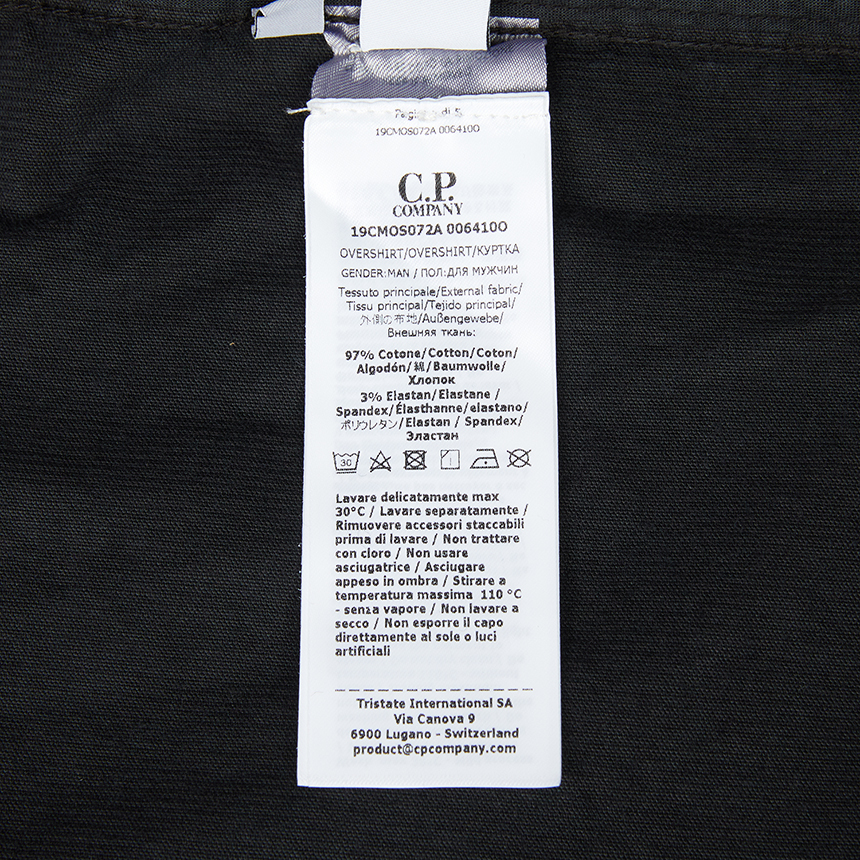 di 5
19CMOS072A 006410O
C.P.
COMPANY
19CMOS072A 006410O
OVERSHIRT/OVERSHIRT/КУРТКА
GENDER:MAN / ПОЛ:ДЛЯ МУЖЧИН
Tessuto principale/External fabric/
Tissu principal/Tejido principal/
外側の布地/Außengewebe/
Внешняя ткань:
97% Cotone/Cotton/Coton/
Algodón/綿/Baumwolle/
Хлопок
3% Elastan/Elastane /
Spandex/Élasthanne/elastano/
ポリウレタン/Elastan / Spandex/
Эластан
30
Lavare delicatamente max
30°C / Lavare separatamente /
Rimuovere accessori staccabili
prima di lavare / Non trattare
con cloro / Non usare
asciugatrice / Asciugare
appeso in ombra / Stirare a
temperatura massima 110 °C
- senza vapore / Non lavare a
secco / Non esporre il capo
direttamente al sole o luci
artificiali
Tristate International SA
Via Canova 9
6900 Lugano - Switzerland
product@cpcompany.com